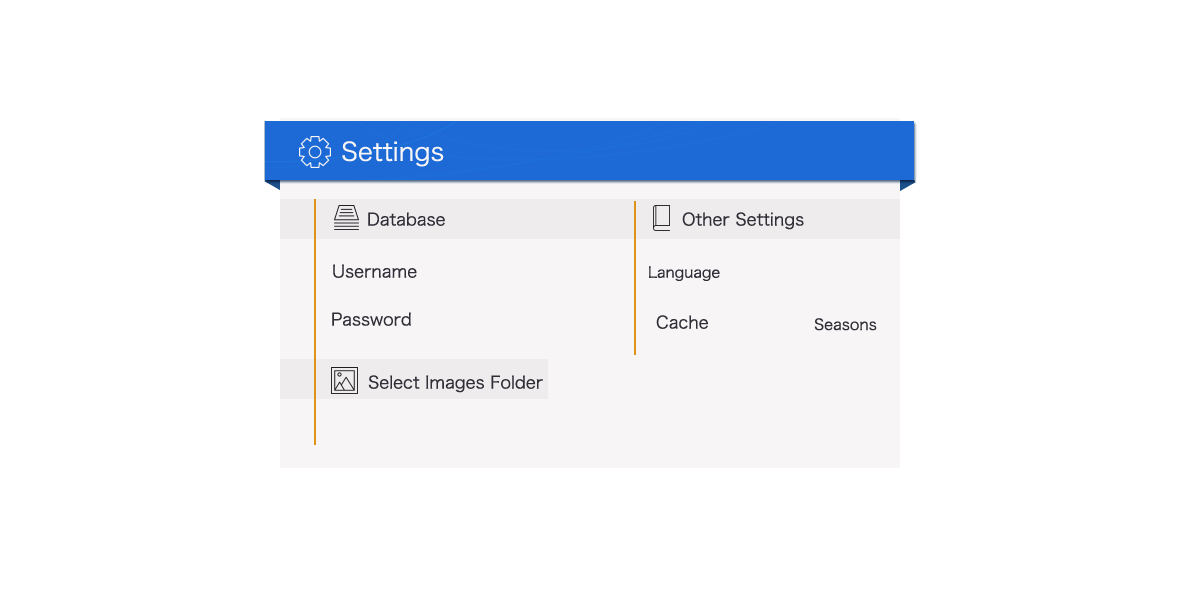 Settings
Database
Other Settings
Username
Language
Password
Cache
Seasons
Select Images Folder